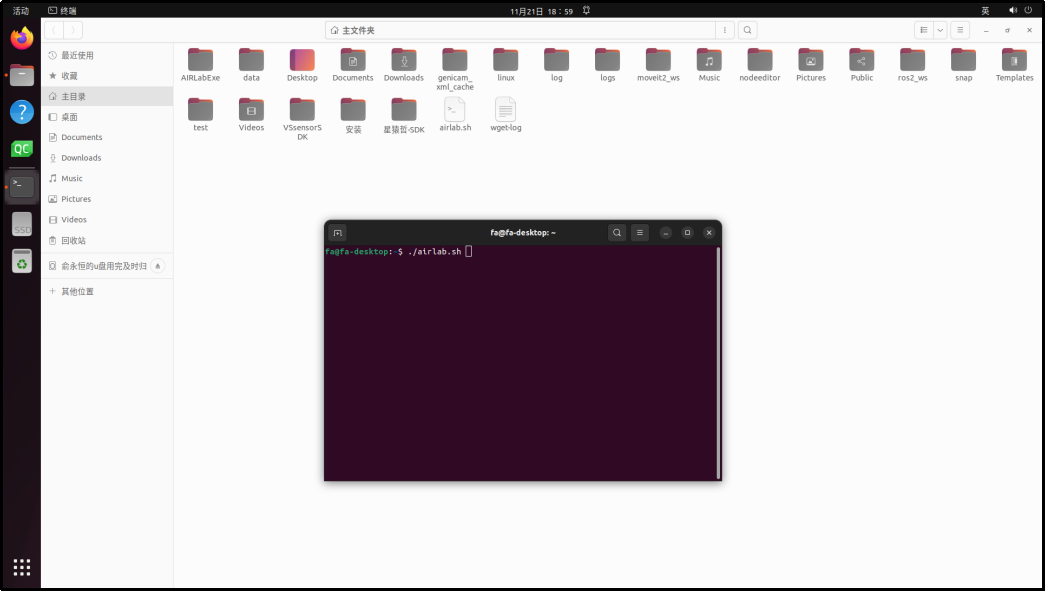 活动 终端 11月21日 18：59 英
主文件夹
最近使用
收藏
主目录
桌面
Documents
Downloads
Music
Pictures
Videos
回收站
俞永恒的u盘用完及时归
其他位置
AIRLabExe data Desktop Documents Downloads genicam_xml_cache linux log logs moveit2_ws Music nodeeditor Pictures Public ros2_ws snap Templates
test Videos VSsensorSDK 安装 星猿哲-SDK airlab.sh wget-log
QC
SSD
fa@fa-desktop: ~
fa@fa-desktop:~$ ./airlab.sh